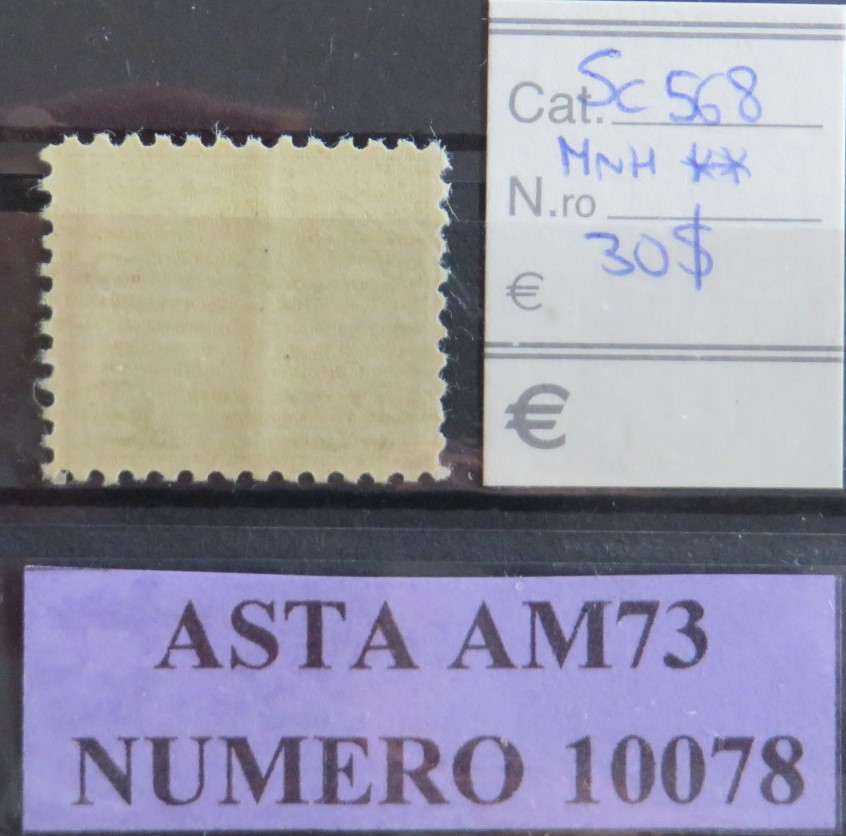 Cat. Sc 568
MNH **
N.ro
30$
€
€
ASTA AM73
NUMERO 10078